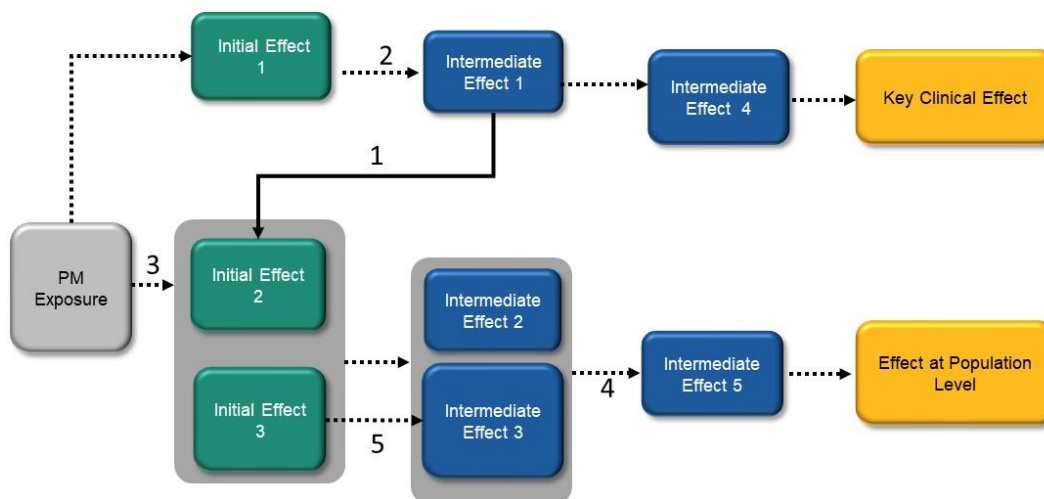 Initial Effect
1
2
Intermediate
Effect 1
Intermediate
Effect 4
Key Clinical Effect
1
PM
Exposure
3
Initial Effect
2
Intermediate
Effect 2
Initial Effect
3
5
Intermediate
Effect 3
4
Intermediate
Effect 5
Effect at Population
Level